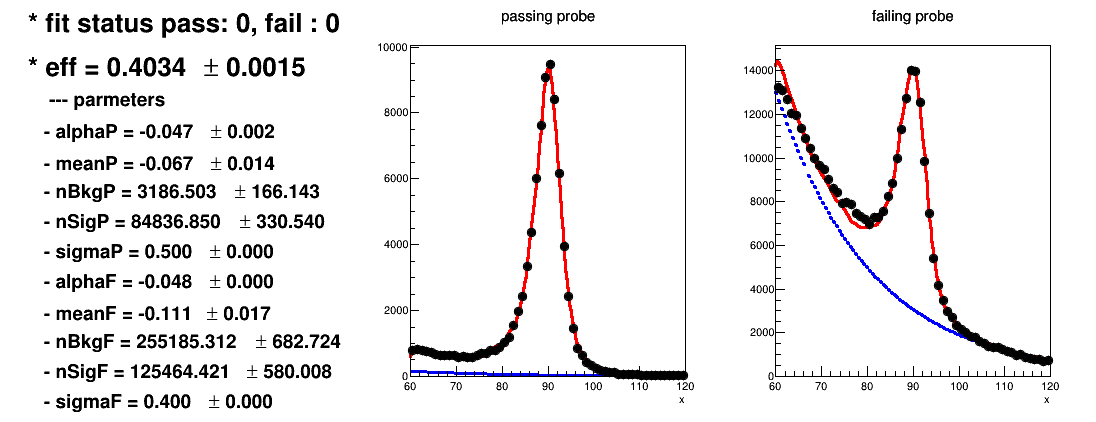 * fit status pass: 0, fail : 0
* eff = 0.4034 ± 0.0015
--- parmeters
- alphaP = -0.047 ± 0.002
- meanP = -0.067 ± 0.014
- nBkgP = 3186.503 ± 166.143
- nSigP = 84836.850 ± 330.540
- sigmaP = 0.500 ± 0.000
- alphaF = -0.048 ± 0.000
- meanF = -0.111 ± 0.017
- nBkgF = 255185.312 ± 682.724
- nSigF = 125464.421 ± 580.008
- sigmaF = 0.400 ± 0.000
passing probe
10000
8000
6000
4000
2000
0
60 70 80 90 100 110 120
x
failing probe
14000
12000
10000
8000
6000
4000
2000
0
60 70 80 90 100 110 120
x